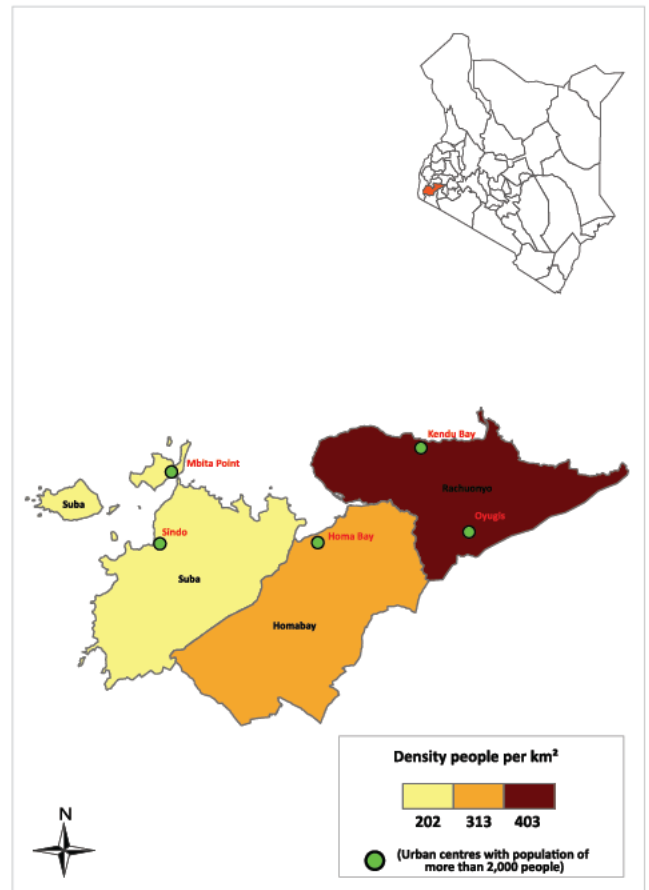 Kendu Bay
Mbita Point
Rachuonyo
Suba
Oyugis
Sindo
Homa Bay
Suba
Homabay
Density people per km²
202 313 403
N
(Urban centres with population of
more than 2,000 people)